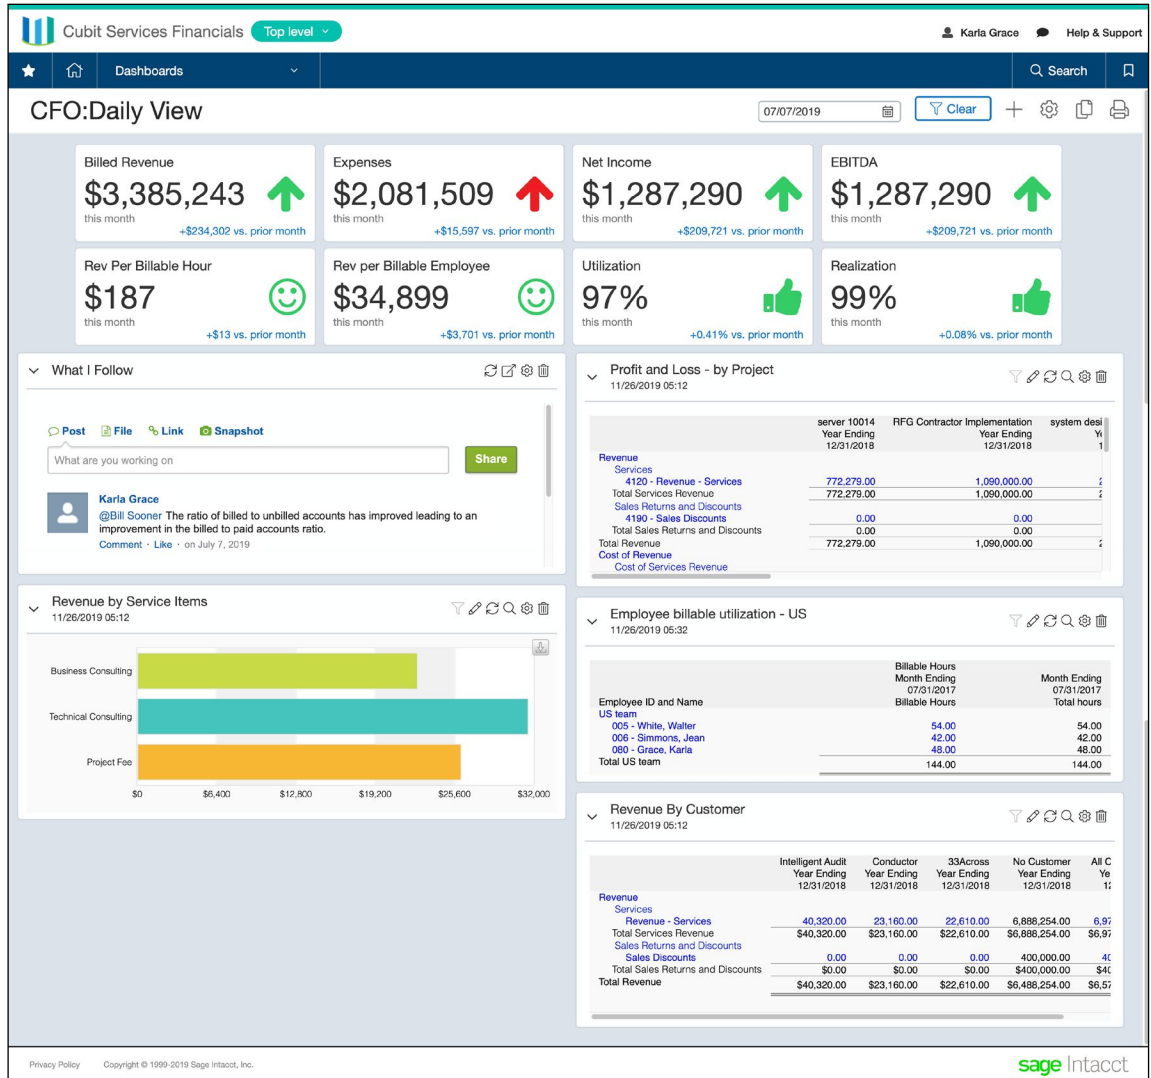 Cubit Services Financials Top level
Karla Grace Help & Support
Dashboards
Search
CFO:Daily View
07/07/2019
Clear
Billed Revenue
$3,385,243
this month
+$234,302 vs. prior month
Expenses
$2,081,509
this month
+$15,597 vs. prior month
Net Income
$1,287,290
this month
+$209,721 vs. prior month
EBITDA
$1,287,290
this month
+$209,721 vs. prior month
Rev Per Billable Hour
$187
this month
+$13 vs. prior month
Rev per Billable Employee
$34,899
this month
+$3,701 vs. prior month
Utilization
97%
this month
+0.41% vs. prior month
Realization
99%
this month
+0.08% vs. prior month
What I Follow
Post File Link Snapshot
What are you working on
Share
Karla Grace
@Bill Sooner The ratio of billed to unbilled accounts has improved leading to an
improvement in the billed to paid accounts ratio.
Comment · Like · on July 7, 2019
Revenue by Service Items
11/26/2019 05:12
Business Consulting
Technical Consulting
Project Fee
$0 $6,400 $12,800 $19,200 $25,600 $32,000
Profit and Loss - by Project
11/26/2019 05:12
server 10014 RFG Contractor Implementation system desi
Year Ending Year Ending
12/31/2018 12/31/2018
Revenue
Services
4120 - Revenue - Services 772,279.00 1,090,000.00
Total Services Revenue 772,279.00 1,090,000.00
Sales Returns and Discounts
4190 - Sales Discounts 0.00 0.00
Total Sales Returns and Discounts 0.00 0.00
Total Revenue 772,279.00 1,090,000.00
Cost of Revenue
Cost of Services Revenue
Employee billable utilization - US
11/26/2019 05:32
Billable Hours
Month Ending Month Ending
07/31/2017 07/31/2017
Employee ID and Name Billable Hours Total hours
US team
005 - White, Walter 54.00 54.00
006 - Simmons, Jean 42.00 42.00
080 - Grace, Karla 48.00 48.00
Total US team 144.00 144.00
Revenue By Customer
11/26/2019 05:12
Intelligent Audit Conductor 33Across No Customer All C
Year Ending Year Ending Year Ending Year Ending Ye
12/31/2018 12/31/2018 12/31/2018 12/31/2018 12
Revenue
Services
Revenue - Services 40,320.00 23,160.00 22,610.00 6,888,254.00 6,97
Total Services Revenue $40,320.00 $23,160.00 $22,610.00 $6,888,254.00 $6,97
Sales Returns and Discounts
Sales Discounts 0.00 0.00 0.00 400,000.00 40
Total Sales Returns and Discounts $0.00 $0.00 $0.00 $400,000.00 $40
Total Revenue $40,320.00 $23,160.00 $22,610.00 $6,488,254.00 $6,57
Privacy Policy Copyright © 1999-2019 Sage Intacct, Inc.
sage Intacct